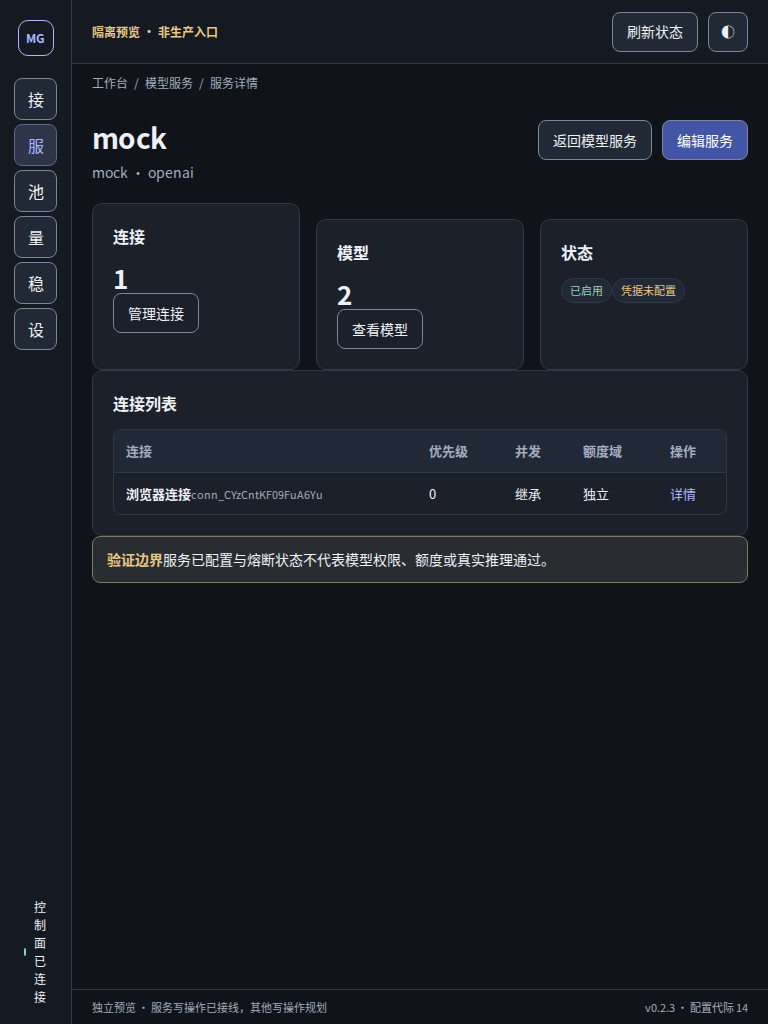 MG
接
服
池
量
稳
设
控
制
面
已
连
接
隔离预览 · 非生产入口
刷新状态
工作台 / 模型服务 / 服务详情
mock
mock · openai
返回模型服务
编辑服务
连接
1
管理连接
模型
2
查看模型
状态
已启用
凭据未配置
连接列表
连接 优先级 并发 额度域 操作
浏览器连接conn_CYzCntKF09FuA6Yu 0 继承 独立 详情
验证边界服务已配置与熔断状态不代表模型权限、额度或真实推理通过。
独立预览 · 服务写操作已接线，其他写操作规划
v0.2.3 · 配置代际 14